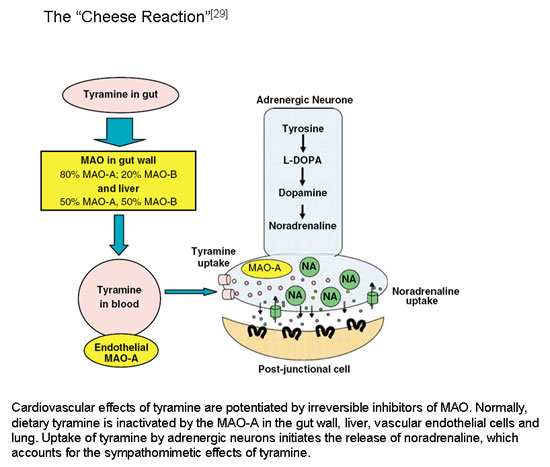 The “Cheese Reaction”[29]
Tyramine in gut
MAO in gut wall
80% MAO-A; 20% MAO-B
and liver
50% MAO-A, 50% MAO-B
Tyramine
in blood
Endothelial
MAO-A
Adrenergic Neurone
Tyrosine
L-DOPA
Dopamine
Noradrenaline
Tyramine
uptake
MAO-A
NA
NA
NA
NA
NA
Noradrenaline
uptake
Post-junctional cell
Cardiovascular effects of tyramine are potentiated by irreversible inhibitors of MAO. Normally,
dietary tyramine is inactivated by the MAO-A in the gut wall, liver, vascular endothelial cells and
lung. Uptake of tyramine by adrenergic neurons initiates the release of noradrenaline, which
accounts for the sympathomimetic effects of tyramine.